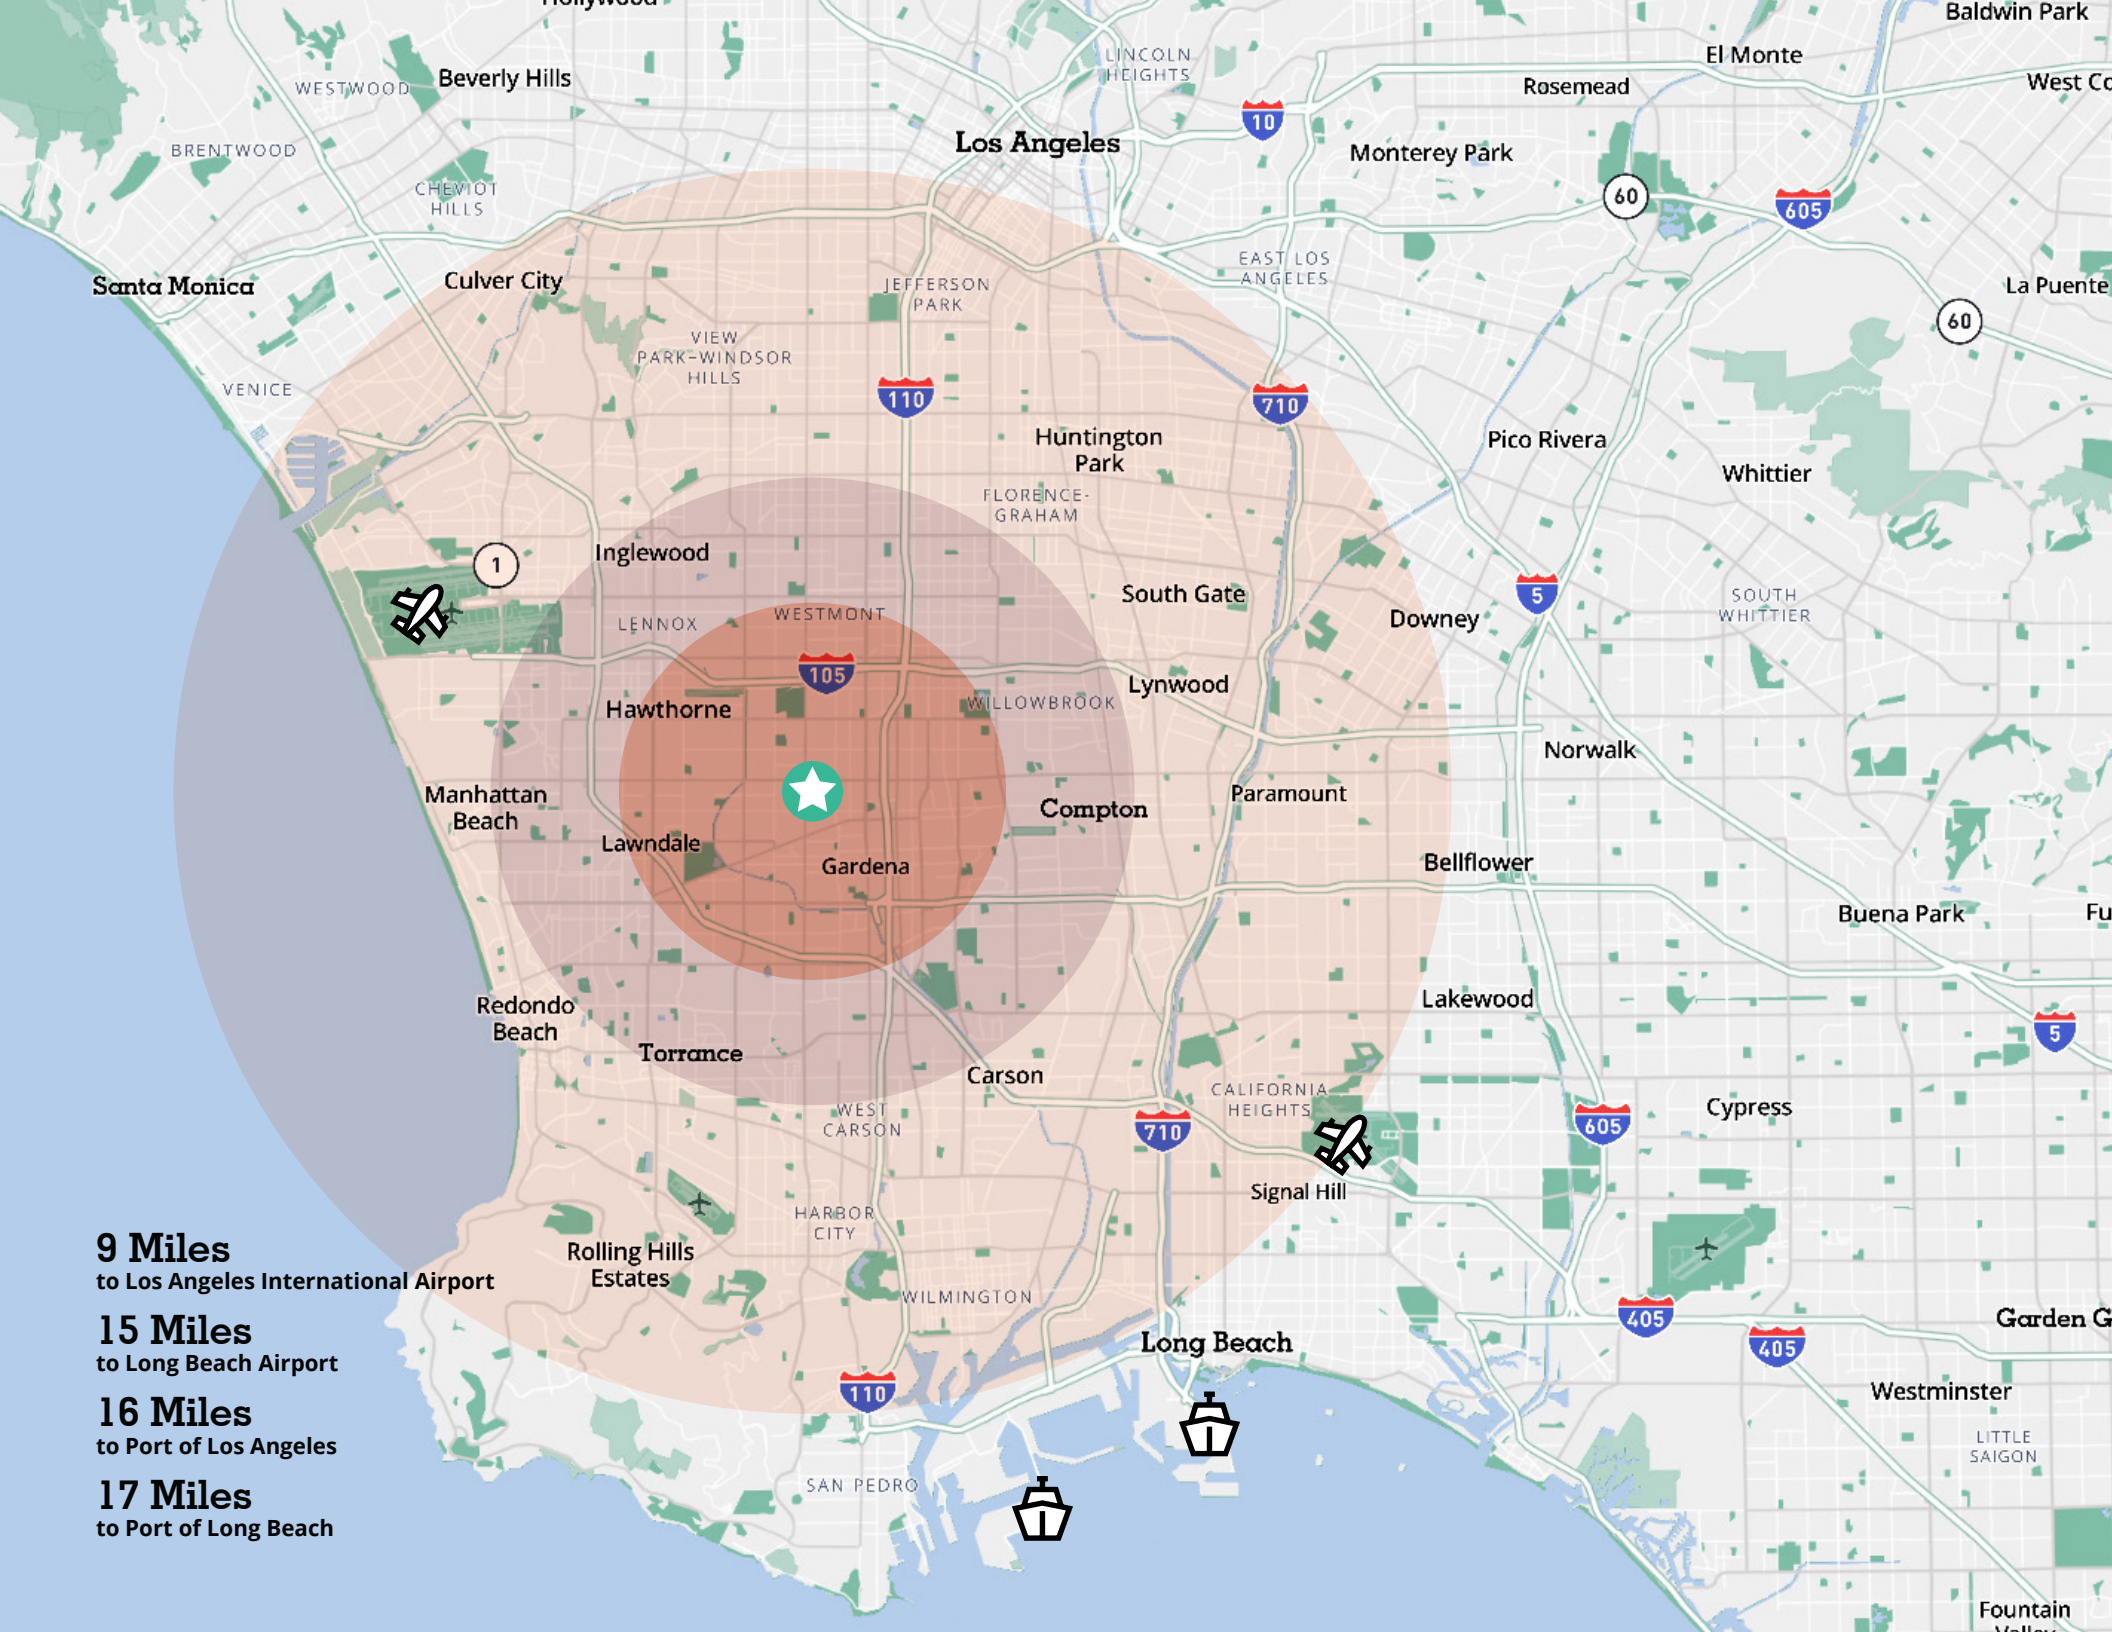 Hollywood
Baldwin Park
LINCOLN
HEIGHTS
El Monte
WESTWOOD
Beverly Hills
Rosemead
West Co
10
Los Angeles
BRENTWOOD
Monterey Park
CHEVIOT
HILLS
60
605
Culver City
EAST LOS
ANGELES
Santa Monica
JEFFERSON
PARK
La Puente
60
VIEW
PARK-WINDSOR
HILLS
VENICE
110
710
Huntington
Park
Pico Rivera
Whittier
FLORENCE-
GRAHAM
Inglewood
1
South Gate
5
SOUTH
WHITTIER
WESTMONT
LENNOX
Downey
105
Lynwood
Hawthorne
WILLOWBROOK
Norwalk
Manhattan
Beach
Compton
Paramount
Lawndale
Gardena
Bellflower
Buena Park
Fu
Redondo
Beach
Lakewood
5
Torrance
Carson
CALIFORNIA
HEIGHTS
WEST
CARSON
710
605
Cypress
Signal Hill
HARBOR
CITY
Rolling Hills
Estates
WILMINGTON
9 Miles
to Los Angeles International Airport
15 Miles
to Long Beach Airport
16 Miles
to Port of Los Angeles
17 Miles
to Port of Long Beach
405
Garden G
Long Beach
405
110
Westminster
LITTLE
SAIGON
SAN PEDRO
Fountain
Valley